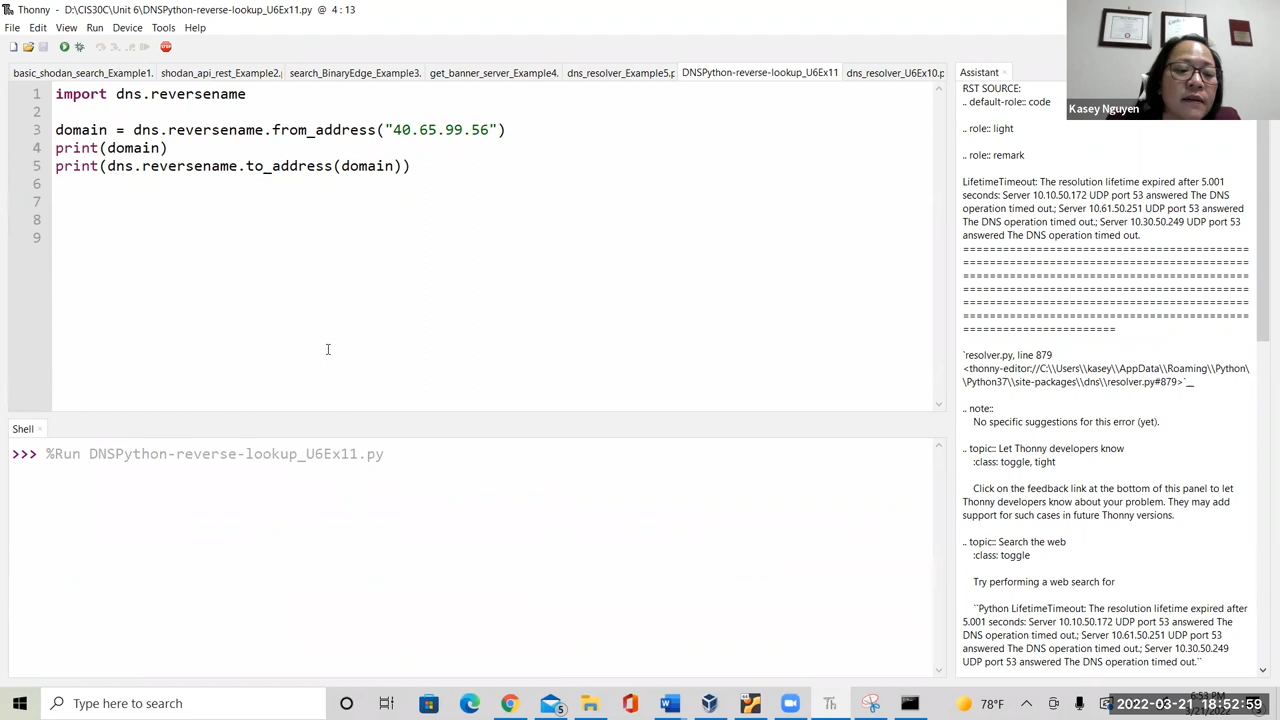 Thonny - D:\CIS30C\Unit 6\DNSPython-reverse-lookup_U6Ex11.py @ 4 : 13
File Edit View Run Device Tools Help
basic_shodan_search_Example1. shodan_api_rest_Example2. search_BinaryEdge_Example3. get_banner_server_Example4. dns_resolver_Example5.p DNSPython-reverse-lookup_U6Ex11 dns_resolver_U6Ex10.p
1 import dns.reversename
2
3 domain = dns.reversename.from_address("40.65.99.56")
4 print(domain)
5 print(dns.reversename.to_address(domain))
6
7
8
9
Shell
>>> %Run DNSPython-reverse-lookup_U6Ex11.py
Kasey Nguyen
Assistant
RST SOURCE:
.. default-role:: code
.. role:: light
.. role:: remark
LifetimeTimeout: The resolution lifetime expired after 5.001
seconds: Server 10.10.50.172 UDP port 53 answered The DNS
operation timed out.; Server 10.61.50.251 UDP port 53 answered
The DNS operation timed out.; Server 10.30.50.249 UDP port 53
answered The DNS operation timed out.
=========================================
=========================================
=========================================
=========================================
=========================================
=========================================
======================
`resolver.py, line 879
<thonny-editor://C:\\Users\\kasey\\AppData\\Roaming\\Python\
\Python37\\site-packages\\dns\\resolver.py#879>`__
.. note::
No specific suggestions for this error (yet).
.. topic:: Let Thonny developers know
:class: toggle, tight
Click on the feedback link at the bottom of this panel to let
Thonny developers know about your problem. They may add
support for such cases in future Thonny versions.
.. topic:: Search the web
:class: toggle
Try performing a web search for
``Python LifetimeTimeout: The resolution lifetime expired after
5.001 seconds: Server 10.10.50.172 UDP port 53 answered The
DNS operation timed out.; Server 10.61.50.251 UDP port 53
answered The DNS operation timed out.; Server 10.30.50.249
UDP port 53 answered The DNS operation timed out.``
Type here to search
5
78°F
6:53 PM
2022-03-21 18:52:59